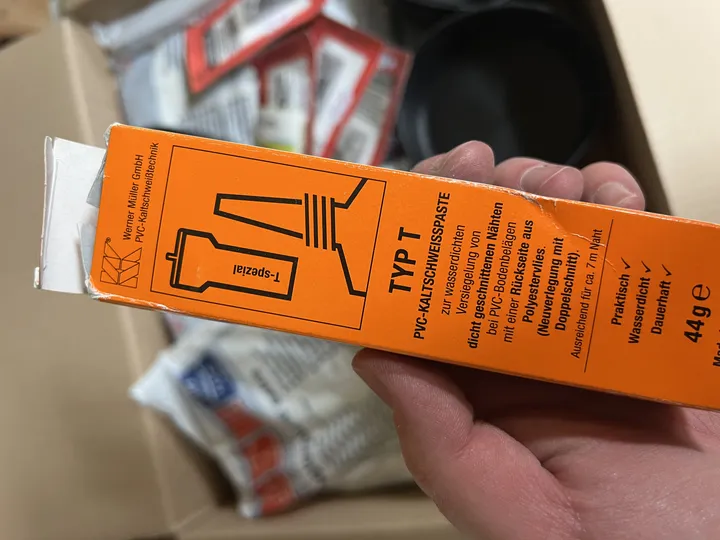 Werner Müller GmbH
PVC-Kaltschweißtechnik
T-spezial
TYP T
PVC-KALTSCHWEISSPASTE
zur wasserdichten
Versiegelung von
dicht geschnittenen Nähten
bei PVC-Bodenbelägen
mit einer Rückseite aus
Polyestervlies.
(Neuverlegung mit
Doppelschnitt).
Ausreichend für ca. 7m Naht
Praktisch ✓
Wasserdicht ✓
Dauerhaft ✓
44g ℮